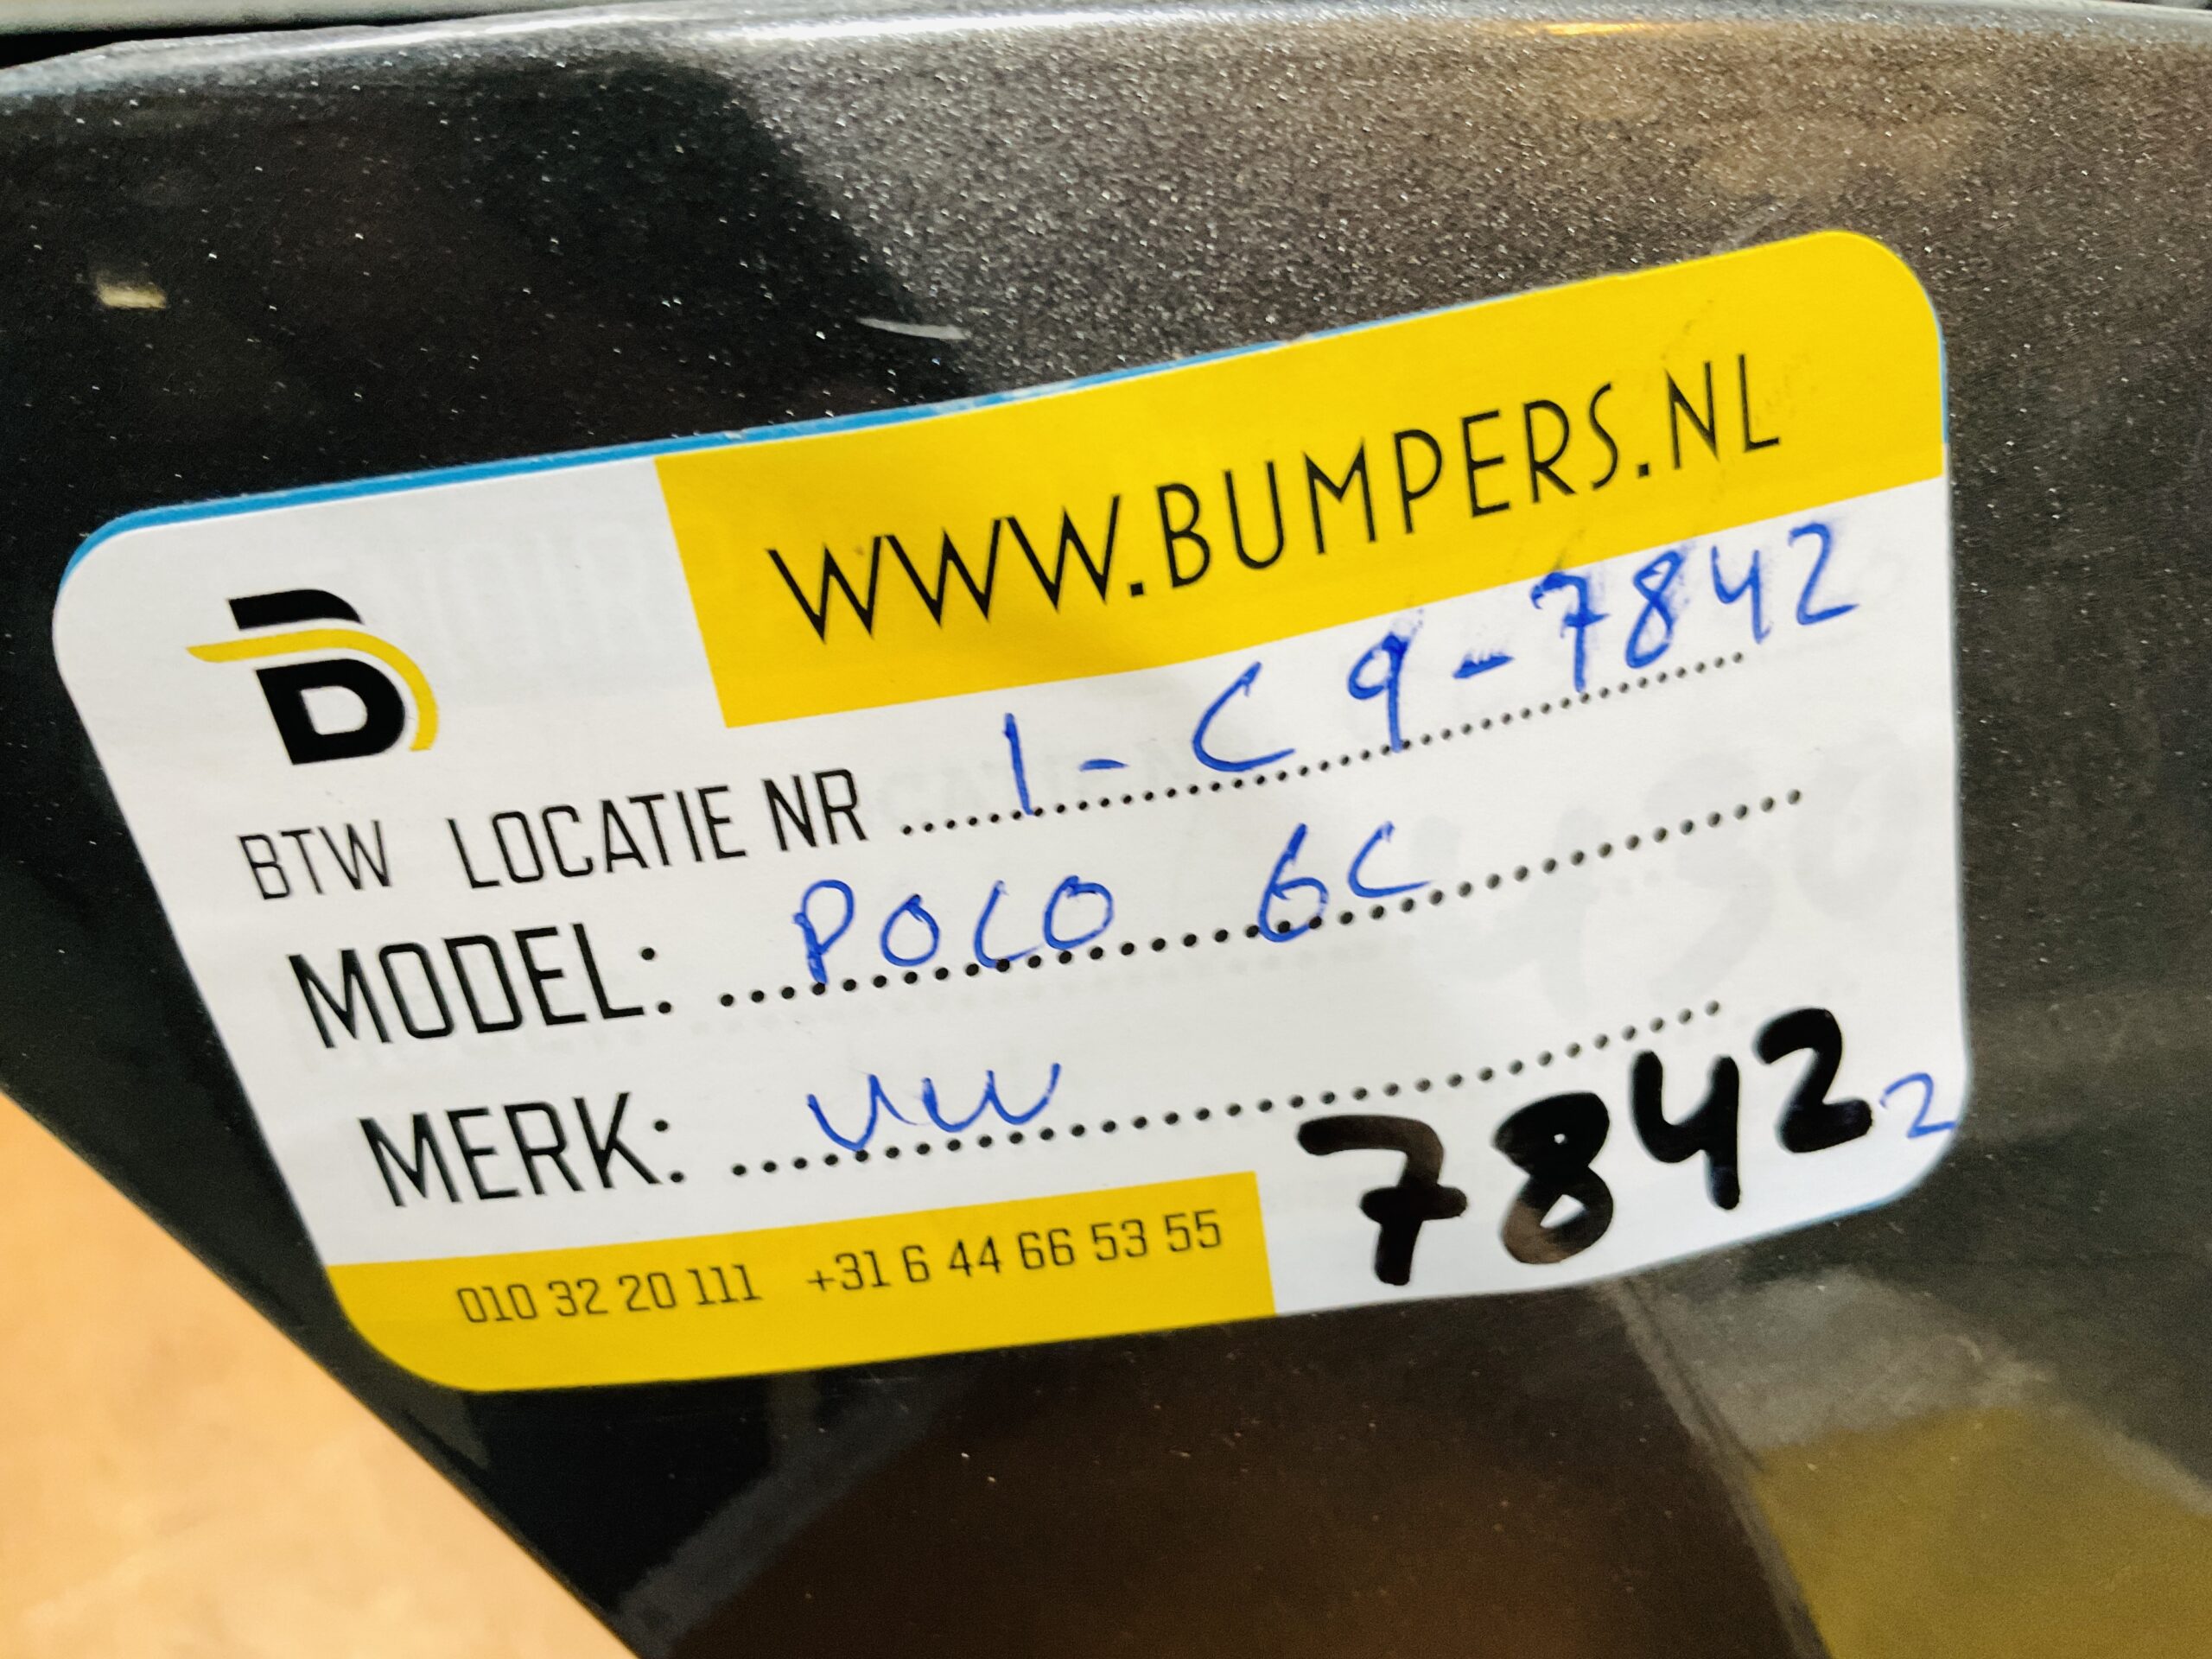 WWW.BUMPERS.NL
B
BTW LOCATIE NR 1-C9-7842
MODEL: POLO 6C
MERK: VW
7842 2
010 32 20 111 +31 6 44 66 53 55